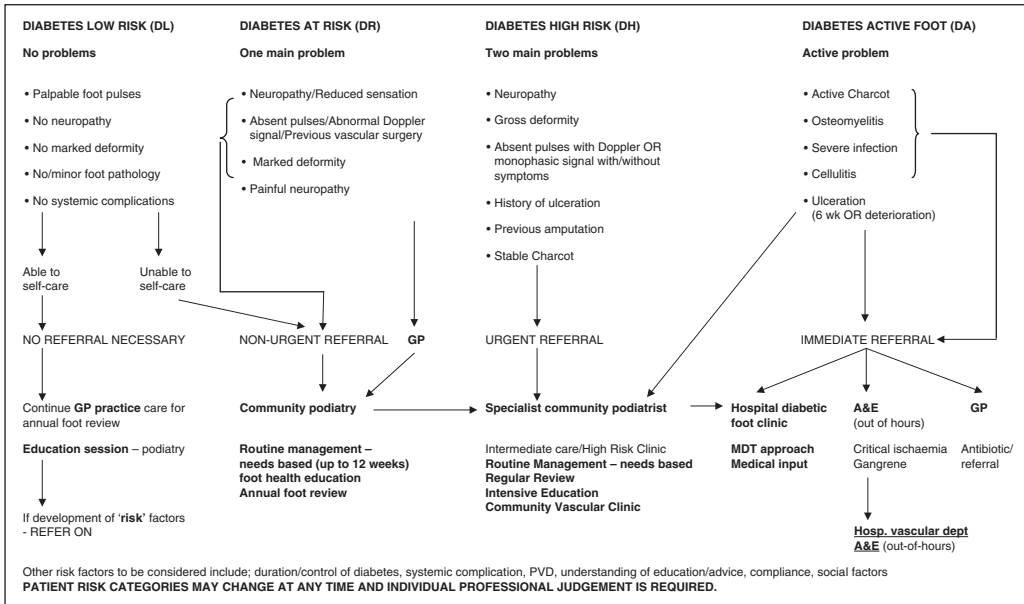 DIABETES LOW RISK (DL)
No problems
• Palpable foot pulses
• No neuropathy
• No marked deformity
• No/minor foot pathology
• No systemic complications
Able to
self-care
Unable to
self-care
NO REFERRAL NECESSARY
Continue GP practice care for
annual foot review
Education session – podiatry
If development of ‘risk’ factors
- REFER ON
DIABETES AT RISK (DR)
One main problem
• Neuropathy/Reduced sensation
• Absent pulses/Abnormal Doppler
signal/Previous vascular surgery
• Marked deformity
• Painful neuropathy
NON-URGENT REFERRAL
GP
Community podiatry
Routine management –
needs based (up to 12 weeks)
foot health education
Annual foot review
DIABETES HIGH RISK (DH)
Two main problems
• Neuropathy
• Gross deformity
• Absent pulses with Doppler OR
monophasic signal with/without
symptoms
• History of ulceration
• Previous amputation
• Stable Charcot
URGENT REFERRAL
Specialist community podiatrist
Intermediate care/High Risk Clinic
Routine Management – needs based
Regular Review
Intensive Education
Community Vascular Clinic
DIABETES ACTIVE FOOT (DA)
Active problem
• Active Charcot
• Osteomyelitis
• Severe infection
• Cellulitis
• Ulceration
(6 wk OR deterioration)
IMMEDIATE REFERRAL
Hospital diabetic
foot clinic
MDT approach
Medical input
A&E
(out of hours)
Critical ischaemia
Gangrene
Hosp. vascular dept
A&E (out-of-hours)
GP
Antibiotic/
referral
Other risk factors to be considered include; duration/control of diabetes, systemic complication, PVD, understanding of education/advice, compliance, social factors
PATIENT RISK CATEGORIES MAY CHANGE AT ANY TIME AND INDIVIDUAL PROFESSIONAL JUDGEMENT IS REQUIRED.